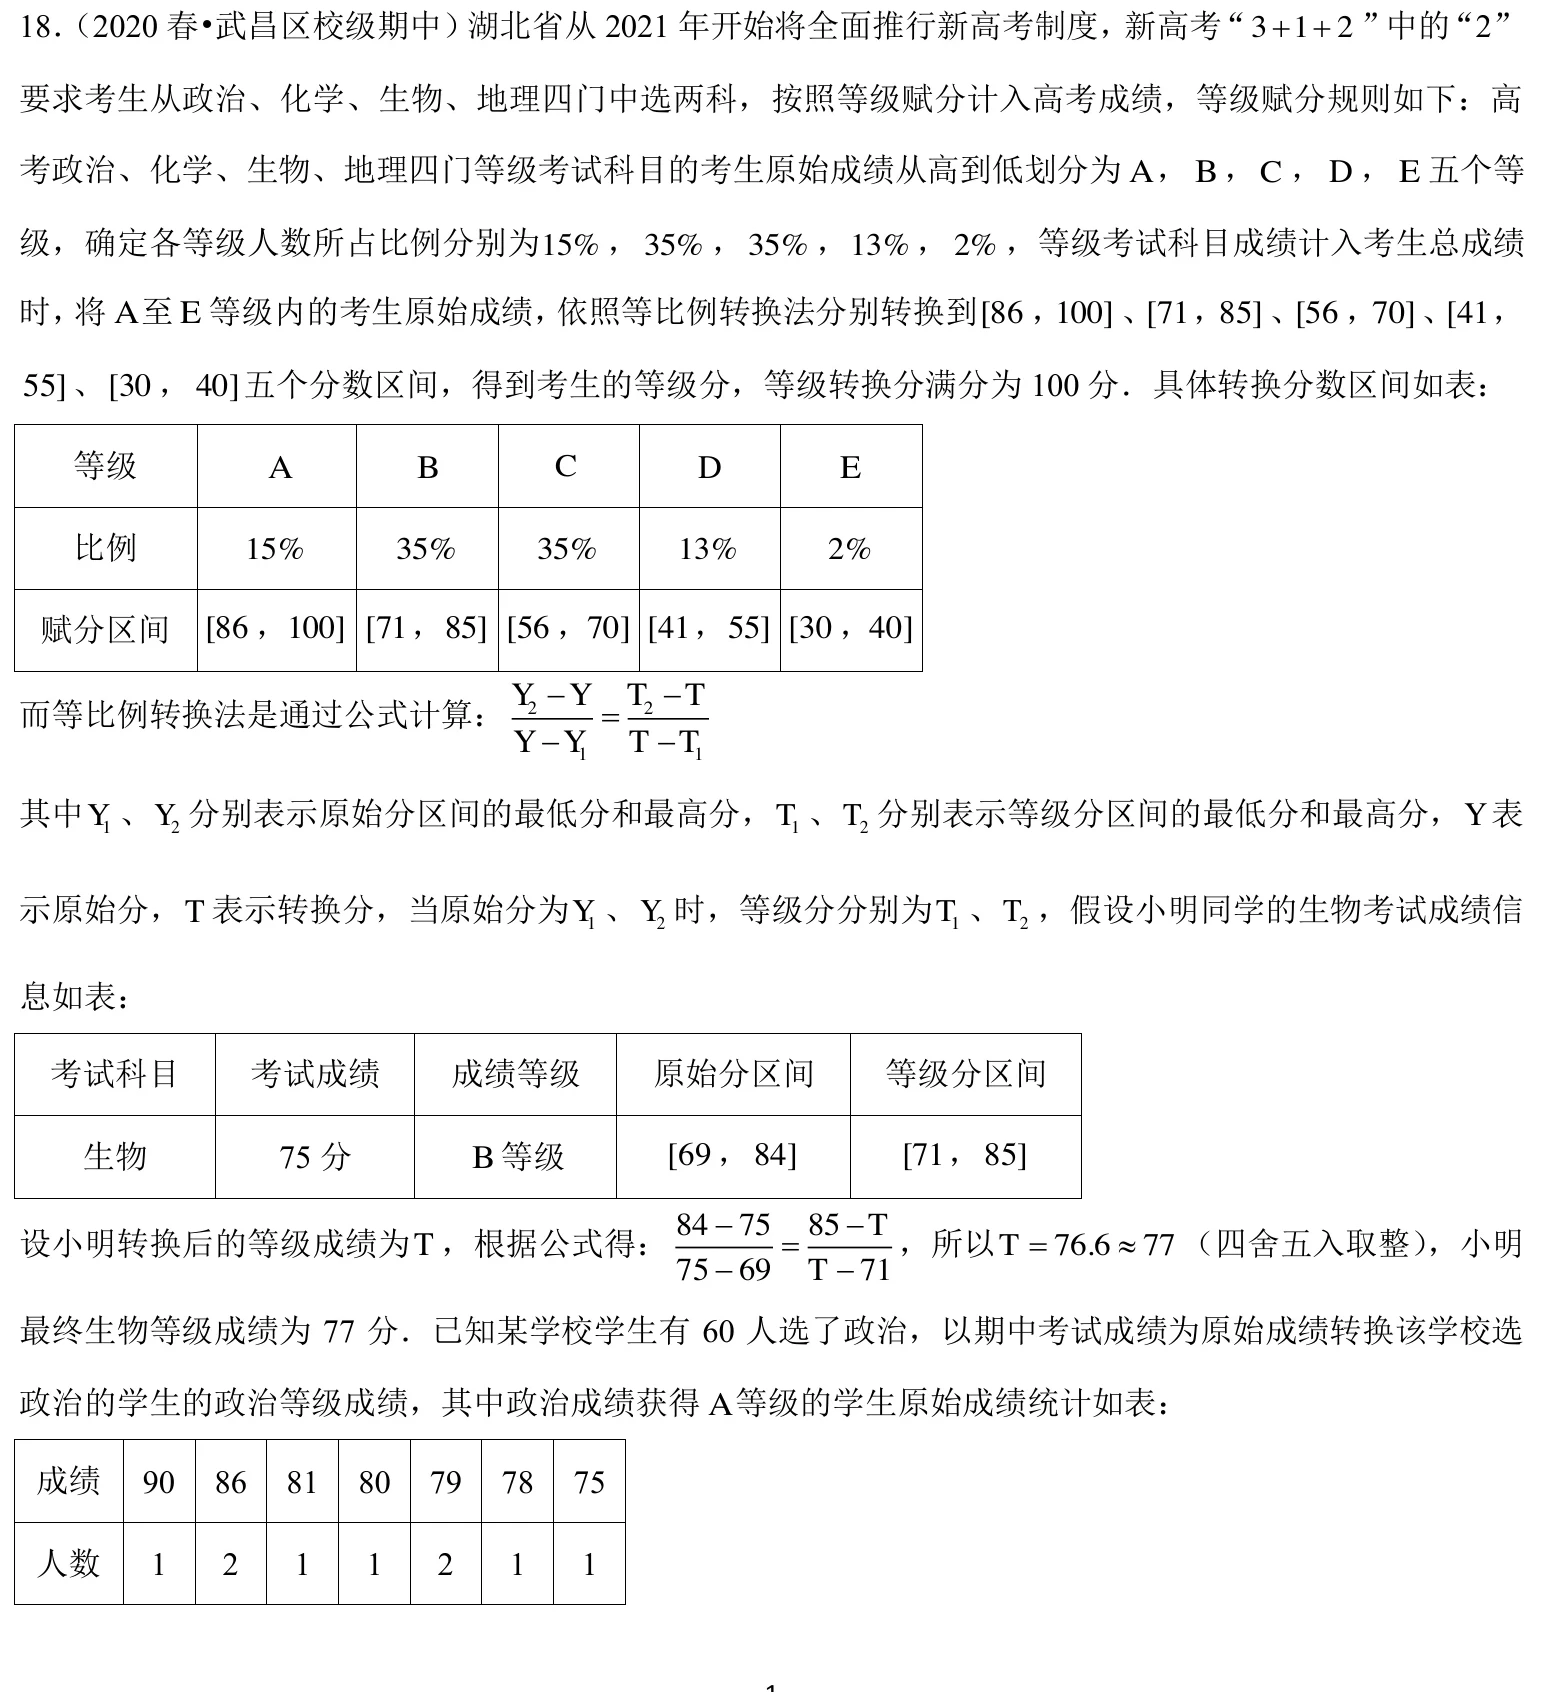 18.（2020 春•武昌区校级期中）湖北省从 2021 年开始将全面推行新高考制度，新高考“3+1+2”中的“2”
要求考生从政治、化学、生物、地理四门中选两科，按照等级赋分计入高考成绩，等级赋分规则如下：高
考政治、化学、生物、地理四门等级考试科目的考生原始成绩从高到低划分为 A，B，C，D，E 五个等
级，确定各等级人数所占比例分别为15%，35%，35%，13%，2%，等级考试科目成绩计入考生总成绩
时，将 A至 E 等级内的考生原始成绩，依照等比例转换法分别转换到[86，100]、[71，85]、[56，70]、[41，
55]、[30，40]五个分数区间，得到考生的等级分，等级转换分满分为 100 分．具体转换分数区间如表：
等级 A B C D E
比例 15% 35% 35% 13% 2%
赋分区间 [86，100] [71，85] [56，70] [41，55] [30，40]
而等比例转换法是通过公式计算：(Y₂−Y)/(Y−Y₁)=(T₂−T)/(T−T₁)
其中Y₁、Y₂分别表示原始分区间的最低分和最高分，T₁、T₂分别表示等级分区间的最低分和最高分，Y表
示原始分，T表示转换分，当原始分为Y₁、Y₂时，等级分分别为T₁、T₂，假设小明同学的生物考试成绩信
息如表：
考试科目 考试成绩 成绩等级 原始分区间 等级分区间
生物 75 分 B 等级 [69，84] [71，85]
设小明转换后的等级成绩为T，根据公式得：(84−75)/(75−69)=(85−T)/(T−71)，所以T=76.6≈77（四舍五入取整），小明
最终生物等级成绩为 77 分．已知某学校学生有 60 人选了政治，以期中考试成绩为原始成绩转换该学校选
政治的学生的政治等级成绩，其中政治成绩获得 A等级的学生原始成绩统计如表：
成绩 90 86 81 80 79 78 75
人数 1 2 1 1 2 1 1
1